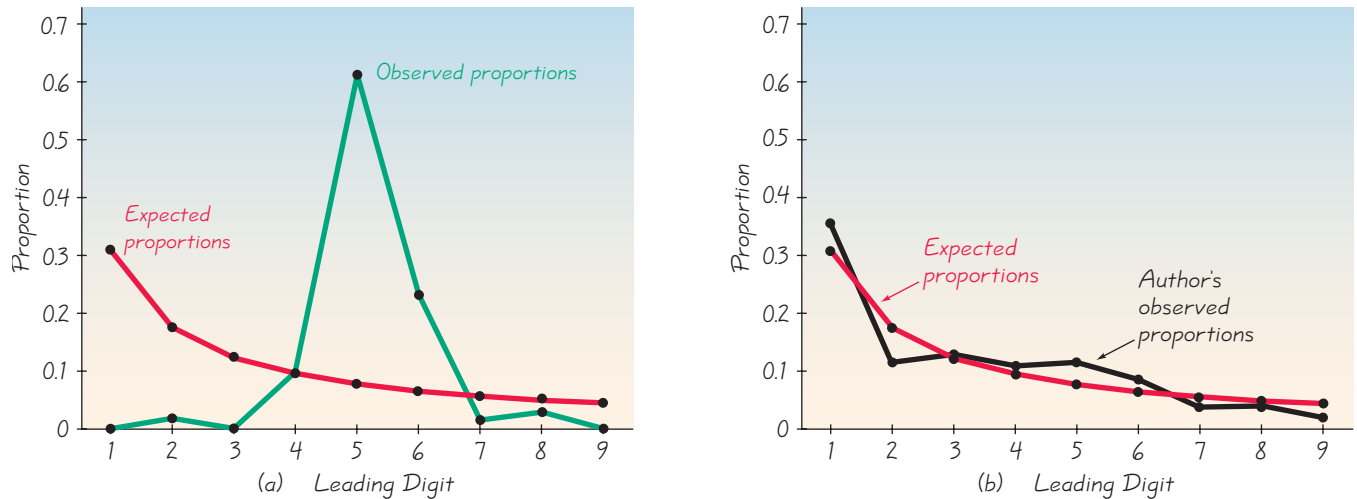 0.7
0.6
0.5
0.4
0.3
0.2
0.1
0
Proportion
Observed proportions
Expected
proportions
1 2 3 4 5 6 7 8 9
(a) Leading Digit
0.7
0.6
0.5
0.4
0.3
0.2
0.1
0
Proportion
Expected
proportions
Author's
observed
proportions
1 2 3 4 5 6 7 8 9
(b) Leading Digit